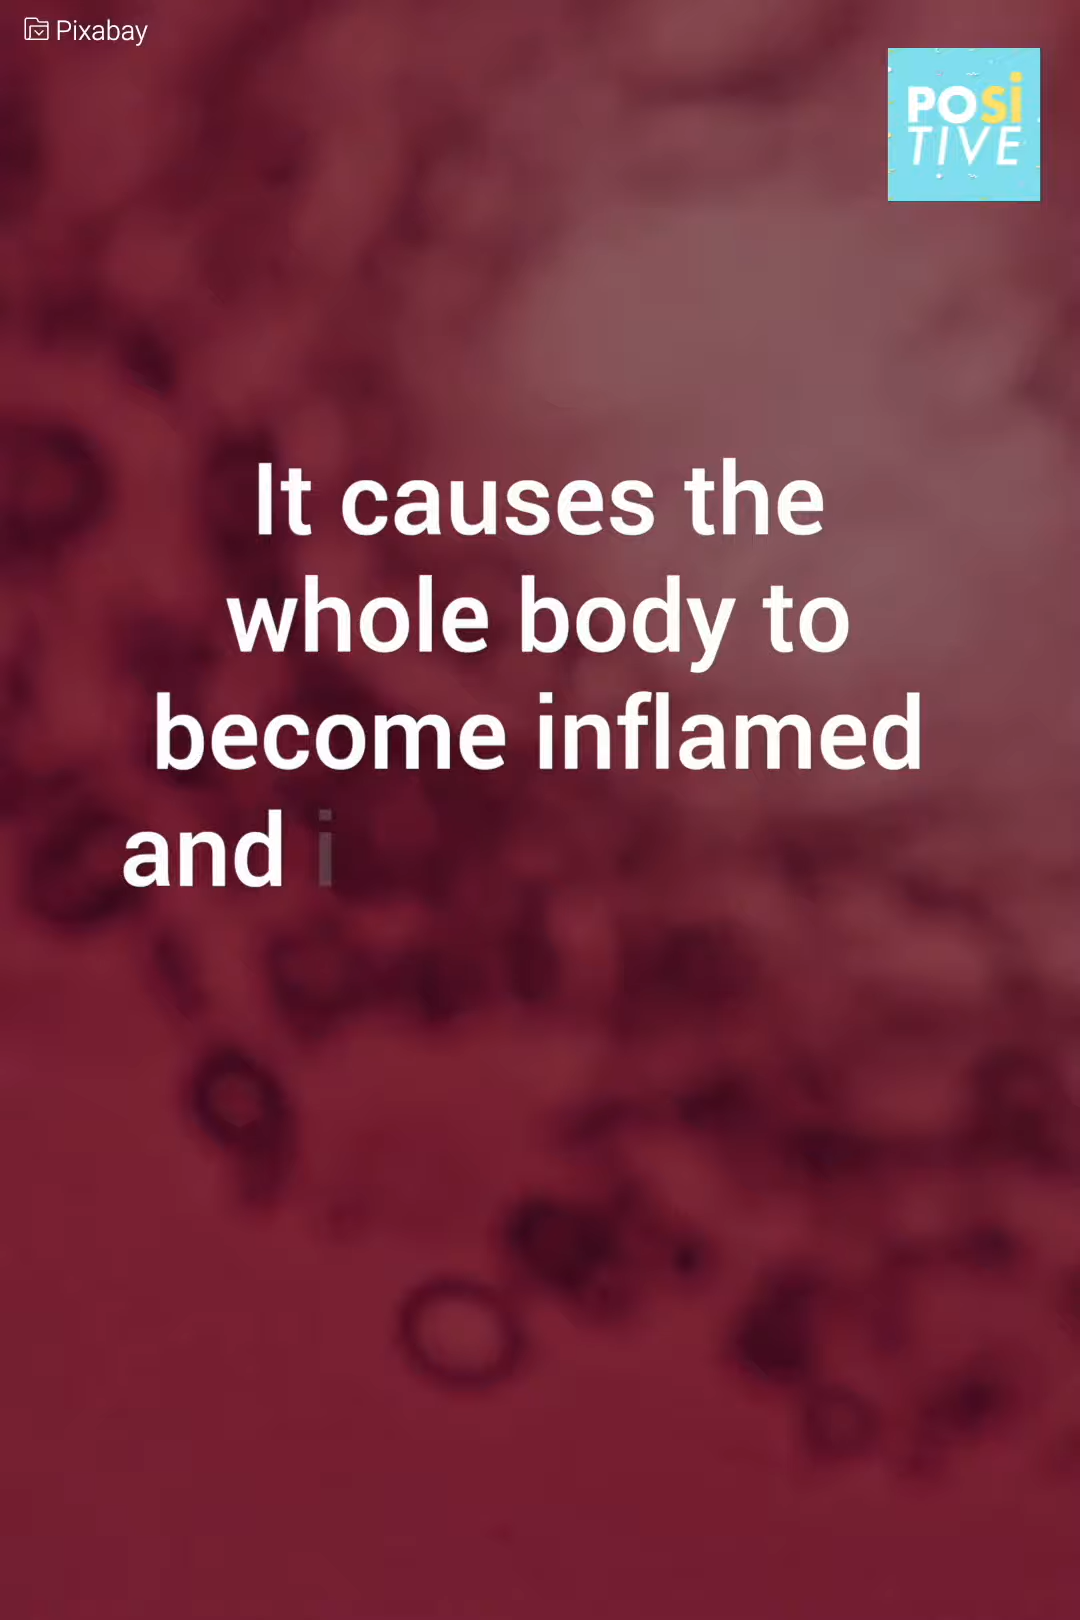 Pixabay
POSi
TIVE
It causes the
whole body to
become inflamed
and i